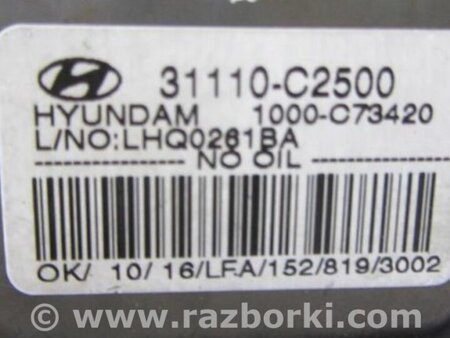 31110-C2500
HYUNDAM 1000-C73420
L/NO:LHQ0261BA
NO OIL
OK/ 10/ 16/LFA/152/819/3002
© www.razborki.com